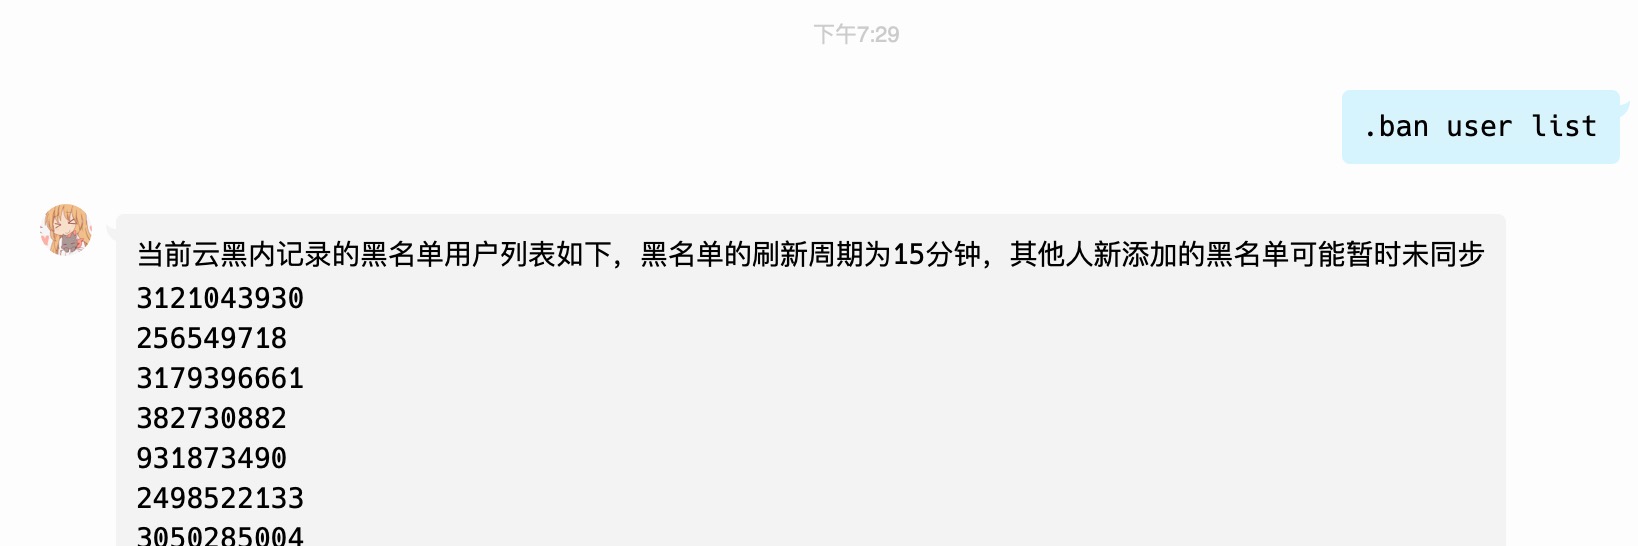 下午7:29
.ban user list
当前云黑内记录的黑名单用户列表如下，黑名单的刷新周期为15分钟，其他人新添加的黑名单可能暂时未同步
3121043930
256549718
3179396661
382730882
931873490
2498522133
3050285004